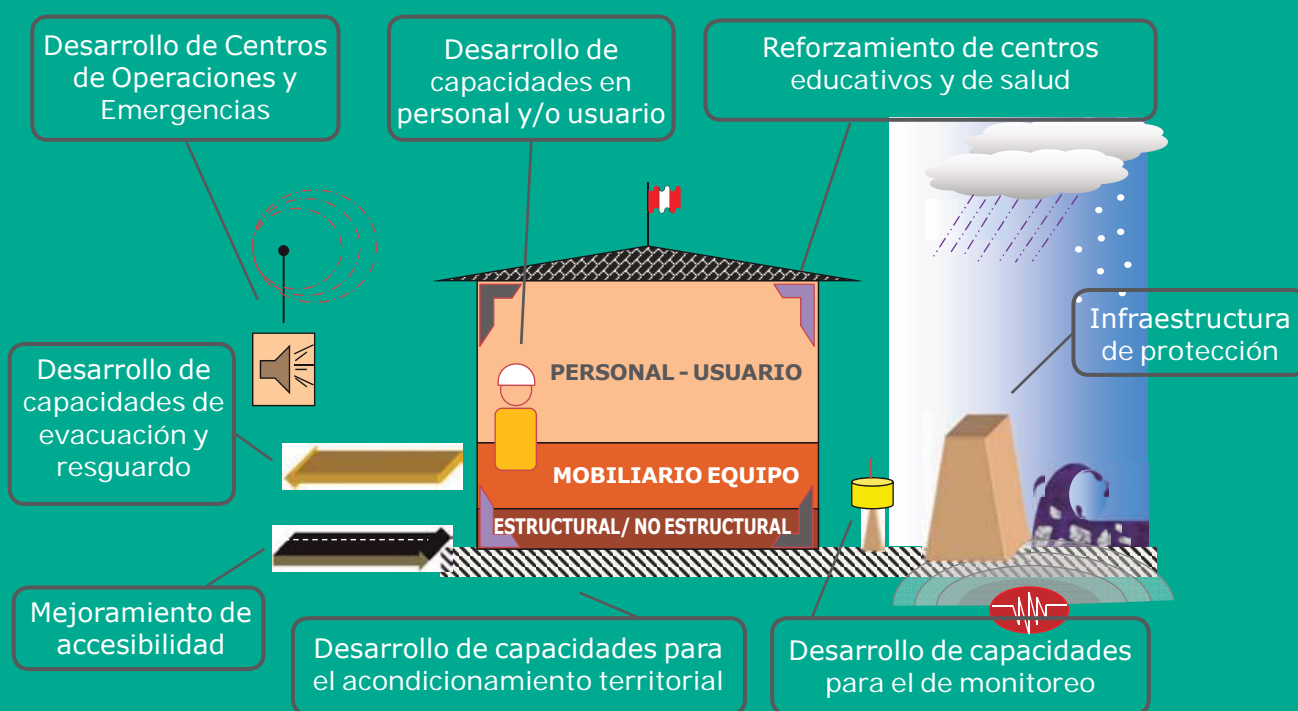 Desarrollo de Centros
de Operaciones y
Emergencias
Desarrollo de
capacidades en
personal y/o usuario
Reforzamiento de centros
educativos y de salud
Infraestructura
de protección
Desarrollo de
capacidades de
evacuación y
resguardo
PERSONAL - USUARIO
MOBILIARIO EQUIPO
ESTRUCTURAL/ NO ESTRUCTURAL
Mejoramiento de
accesibilidad
Desarrollo de capacidades para
el acondicionamiento territorial
Desarrollo de capacidades
para el de monitoreo